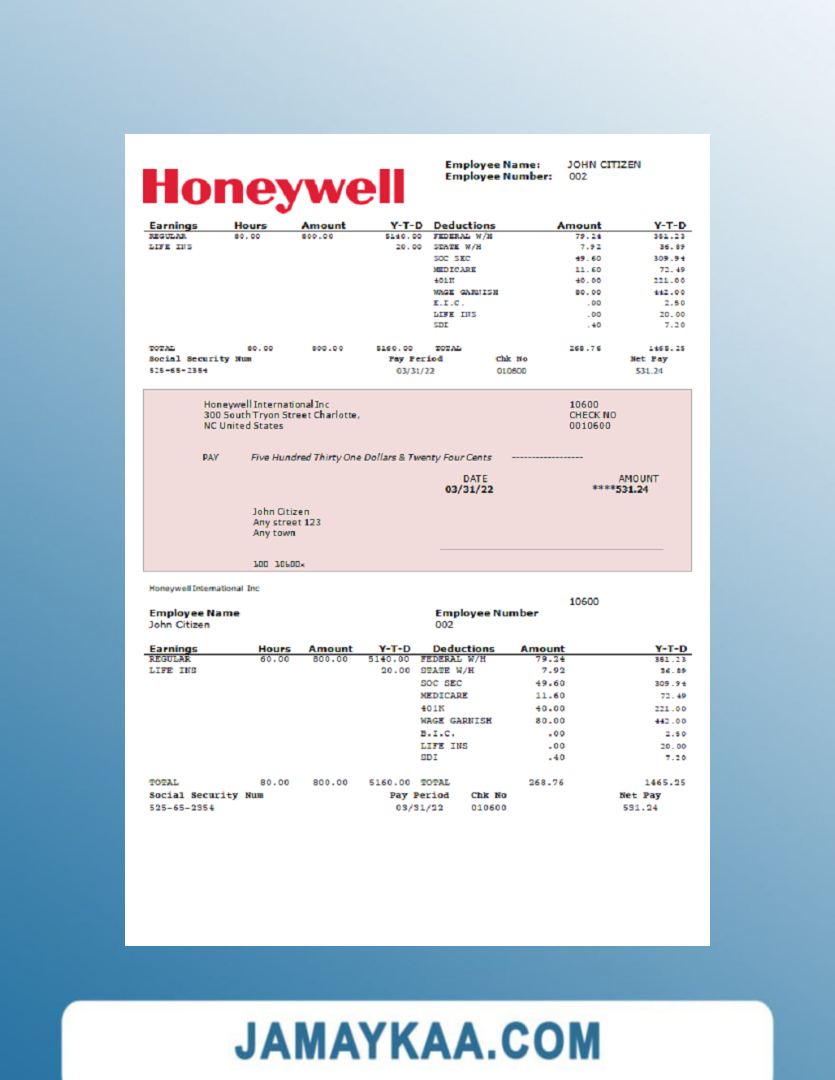 Honeywell
Employee Name: JOHN CITIZEN
Employee Number: 002
Earnings Hours Amount Y-T-D Deductions Amount Y-T-D
REGULAR 80.00 800.00 5140.00 FEDERAL W/H 79.24 351.23
LIFE INS 20.00 STATE W/H 7.92 36.89
SOC SEC 49.60 309.94
MEDICARE 11.60 72.49
401K 40.00 221.00
WAGE GARNISH 80.00 442.00
E.I.C. .00 2.50
LIFE INS .00 20.00
SDI .40 7.20
TOTAL 80.00 800.00 5160.00 TOTAL 268.76 1465.25
Social Security Num Pay Period Chk No Net Pay
525-65-2354 03/31/22 010600 531.24
Honeywell International Inc 10600
300 South Tryon Street Charlotte, CHECK NO
NC United States 0010600
PAY Five Hundred Thirty One Dollars & Twenty Four Cents ------------------
DATE AMOUNT
03/31/22 ****531.24
John Citizen
Any street 123
Any town
100 10600
Honeywell International Inc
10600
Employee Name Employee Number
John Citizen 002
Earnings Hours Amount Y-T-D Deductions Amount Y-T-D
REGULAR 60.00 800.00 5140.00 FEDERAL W/H 79.24 351.23
LIFE INS 20.00 STATE W/H 7.92 36.89
SOC SEC 49.60 309.94
MEDICARE 11.60 72.49
401K 40.00 221.00
WAGE GARNISH 80.00 442.00
B.I.C. .00 2.50
LIFE INS .00 20.00
SDI .40 7.20
TOTAL 80.00 800.00 5160.00 TOTAL 268.76 1465.25
Social Security Num Pay Period Chk No Net Pay
525-65-2354 03/31/22 010600 531.24
JAMAYKAA.COM